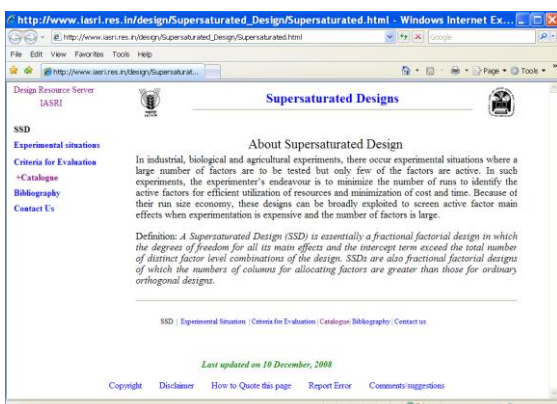 http://www.iasri.res.in/design/Supersaturated_Design/Supersaturated.html - Windows Internet Ex...
http://www.iasri.res.in/design/Supersaturated_Design/Supersaturated.html
Google
File Edit View Favorites Tools Help
http://www.iasri.res.in/design/Supersaturat...
Page Tools
Design Resource Server
IASRI
Supersaturated Designs
SSD
Experimental situations
Criteria for Evaluation
+Catalogue
Bibliography
Contact Us
About Supersaturated Design
In industrial, biological and agricultural experiments, there occur experimental situations where a
large number of factors are to be tested but only few of the factors are active. In such
experiments, the experimenter's endeavour is to minimize the number of runs to identify the
active factors for efficient utilization of resources and minimization of cost and time. Because of
their run size economy, these designs can be broadly exploited to screen active factor main
effects when experimentation is expensive and the number of factors is large.
Definition: A Supersaturated Design (SSD) is essentially a fractional factorial design in which
the degrees of freedom for all its main effects and the intercept term exceed the total number
of distinct factor level combinations of the design. SSDs are also fractional factorial designs
of which the numbers of columns for allocating factors are greater than those for ordinary
orthogonal designs.
SSD | Experimental Situation | Criteria for Evaluation | Catalogue| Bibliography | Contact us
Last updated on 10 December, 2008
Copyright Disclaimer How to Quote this page Report Error Comments/suggestions